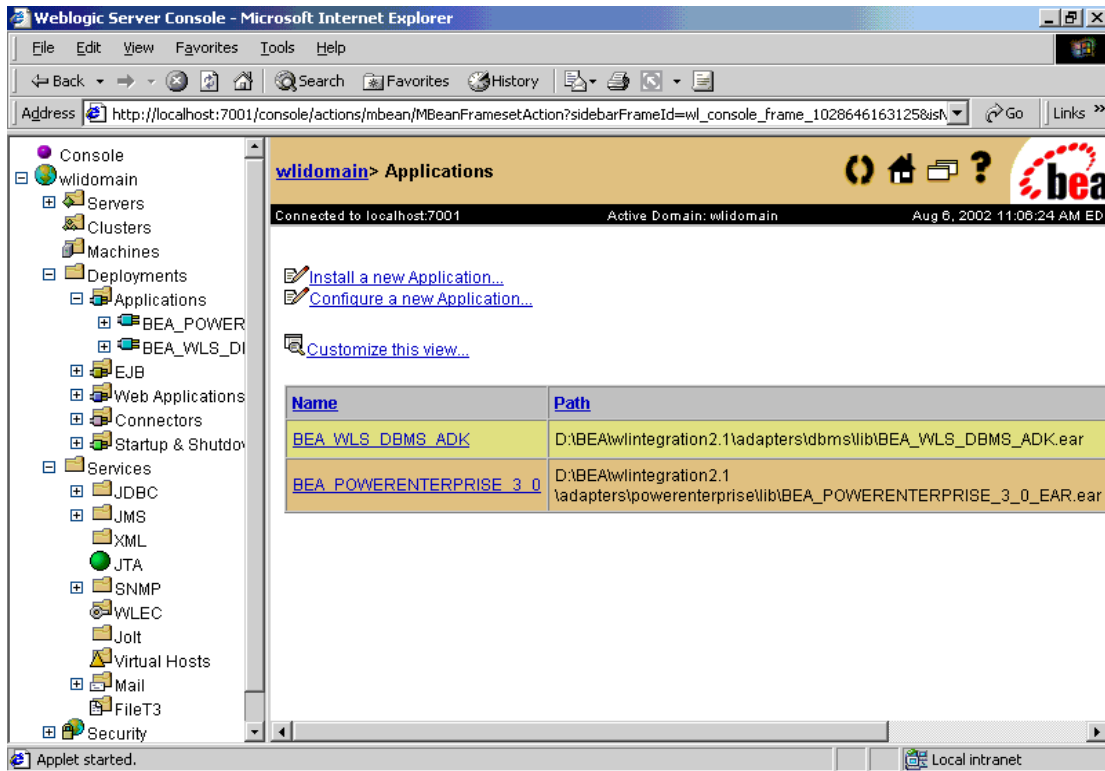 Weblogic Server Console - Microsoft Internet Explorer
File Edit View Favorites Tools Help
Back Search Favorites History
Address http://localhost:7001/console/actions/mbean/MBeanFramesetAction?sidebarFrameId=wl_console_frame_1028646163125&isN Go Links »
Console
wlidomain
Servers
Clusters
Machines
Deployments
Applications
BEA_POWER
BEA_WLS_DI
EJB
Web Applications
Connectors
Startup & Shutdov
Services
JDBC
JMS
XML
JTA
SNMP
WLEC
Jolt
Virtual Hosts
Mail
FileT3
Security
wlidomain> Applications
? bea
Connected to localhost:7001 Active Domain: wlidomain Aug 6, 2002 11:06:24 AM ED
Install a new Application...
Configure a new Application...
Customize this view...
Name Path
BEA_WLS_DBMS_ADK D:\BEA\wlintegration2.1\adapters\dbms\lib\BEA_WLS_DBMS_ADK.ear
BEA_POWERENTERPRISE_3_0 D:\BEA\wlintegration2.1
\adapters\powerenterprise\lib\BEA_POWERENTERPRISE_3_0_EAR.ear
Applet started. Local intranet